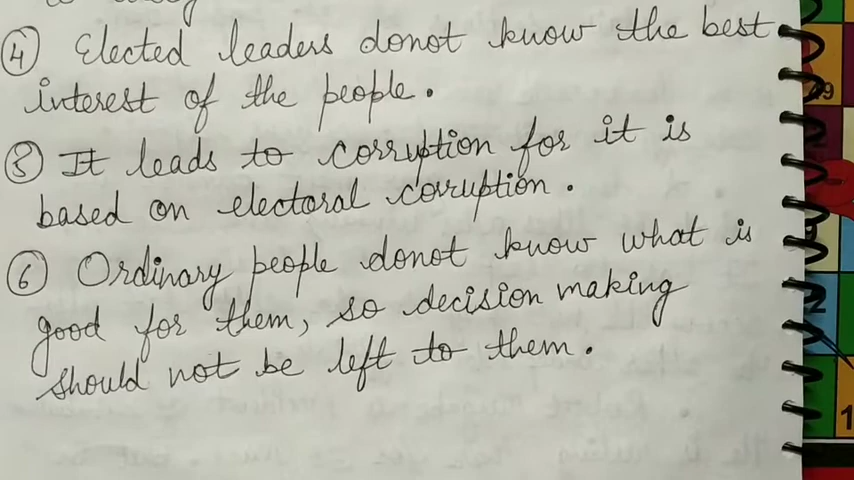 ④ Elected leaders donot know the best
interest of the people.
⑤ It leads to corruption for it is
based on electoral corruption.
⑥ Ordinary people donot know what is
good for them, so decision making
should not be left to them.